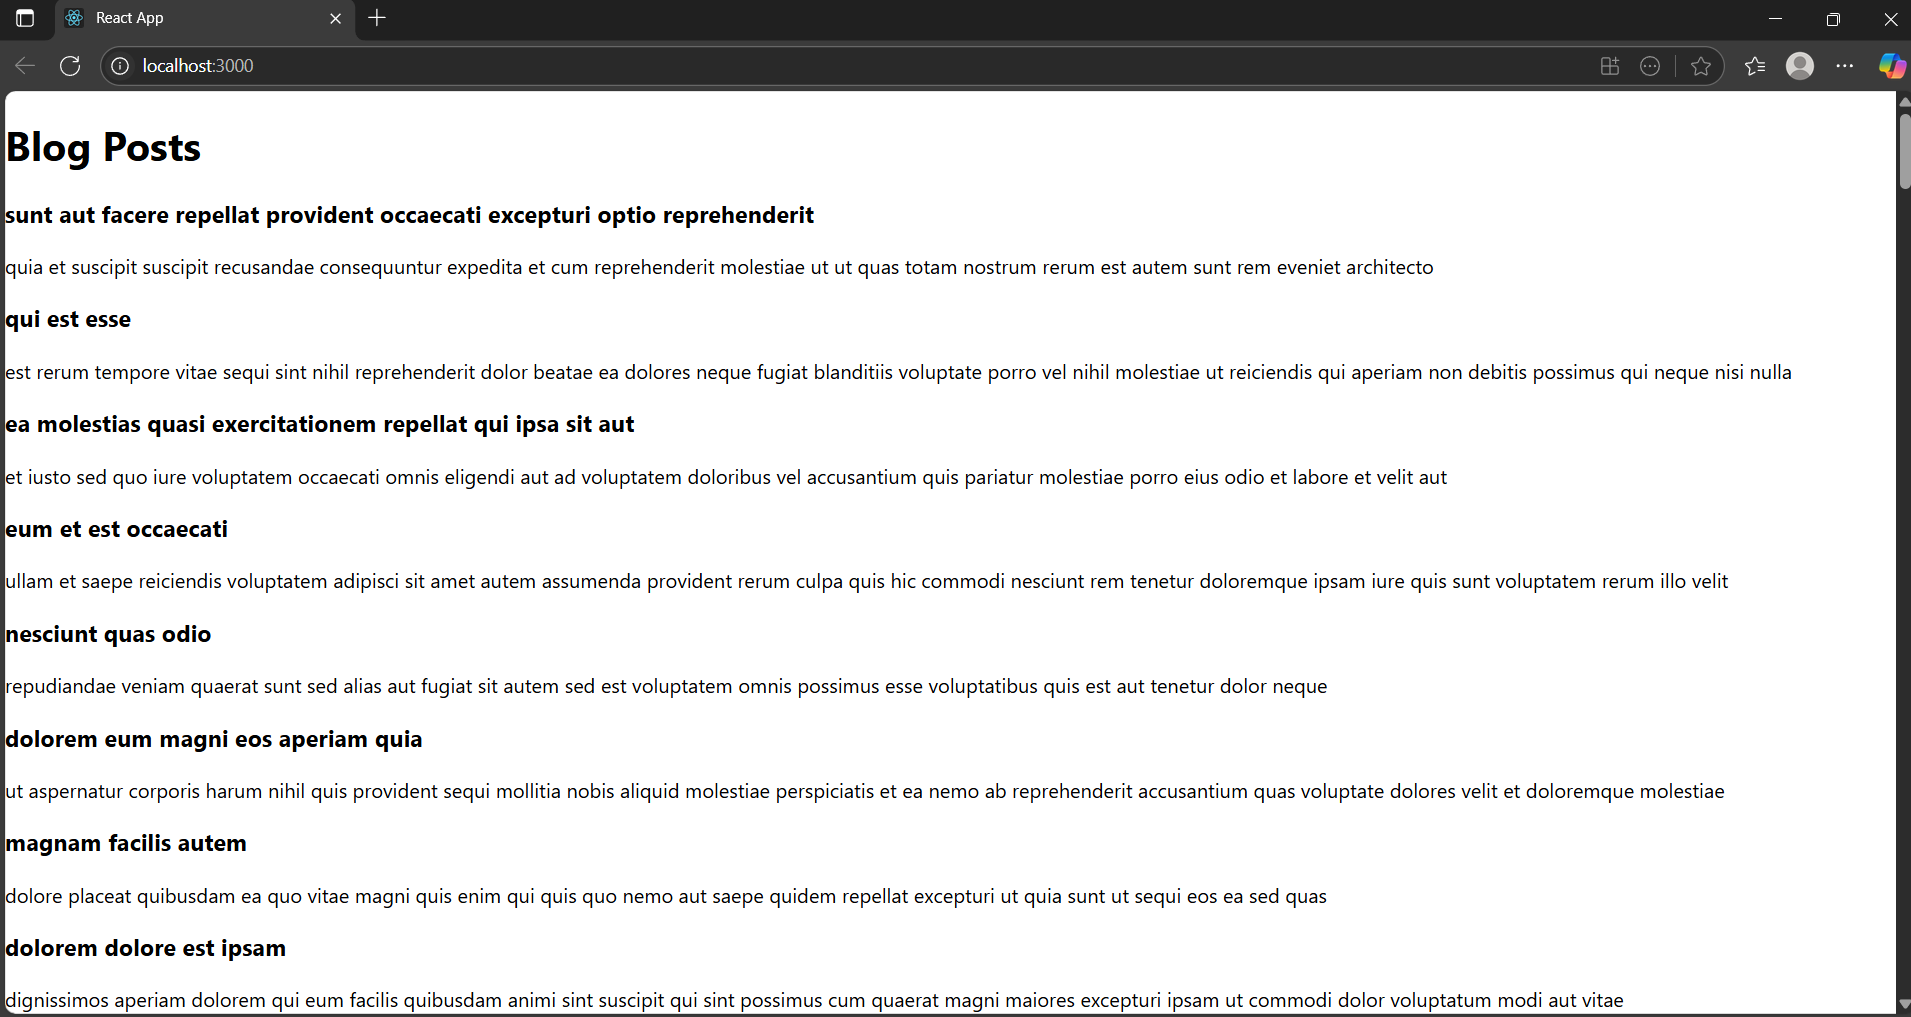 React App
localhost:3000
Blog Posts
sunt aut facere repellat provident occaecati excepturi optio reprehenderit
quia et suscipit suscipit recusandae consequuntur expedita et cum reprehenderit molestiae ut ut quas totam nostrum rerum est autem sunt rem eveniet architecto
qui est esse
est rerum tempore vitae sequi sint nihil reprehenderit dolor beatae ea dolores neque fugiat blanditiis voluptate porro vel nihil molestiae ut reiciendis qui aperiam non debitis possimus qui neque nisi nulla
ea molestias quasi exercitationem repellat qui ipsa sit aut
et iusto sed quo iure voluptatem occaecati omnis eligendi aut ad voluptatem doloribus vel accusantium quis pariatur molestiae porro eius odio et labore et velit aut
eum et est occaecati
ullam et saepe reiciendis voluptatem adipisci sit amet autem assumenda provident rerum culpa quis hic commodi nesciunt rem tenetur doloremque ipsam iure quis sunt voluptatem rerum illo velit
nesciunt quas odio
repudiandae veniam quaerat sunt sed alias aut fugiat sit autem sed est voluptatem omnis possimus esse voluptatibus quis est aut tenetur dolor neque
dolorem eum magni eos aperiam quia
ut aspernatur corporis harum nihil quis provident sequi mollitia nobis aliquid molestiae perspiciatis et ea nemo ab reprehenderit accusantium quas voluptate dolores velit et doloremque molestiae
magnam facilis autem
dolore placeat quibusdam ea quo vitae magni quis enim qui quis quo nemo aut saepe quidem repellat excepturi ut quia sunt ut sequi eos ea sed quas
dolorem dolore est ipsam
dignissimos aperiam dolorem qui eum facilis quibusdam animi sint suscipit qui sint possimus cum quaerat magni maiores excepturi ipsam ut commodi dolor voluptatum modi aut vitae